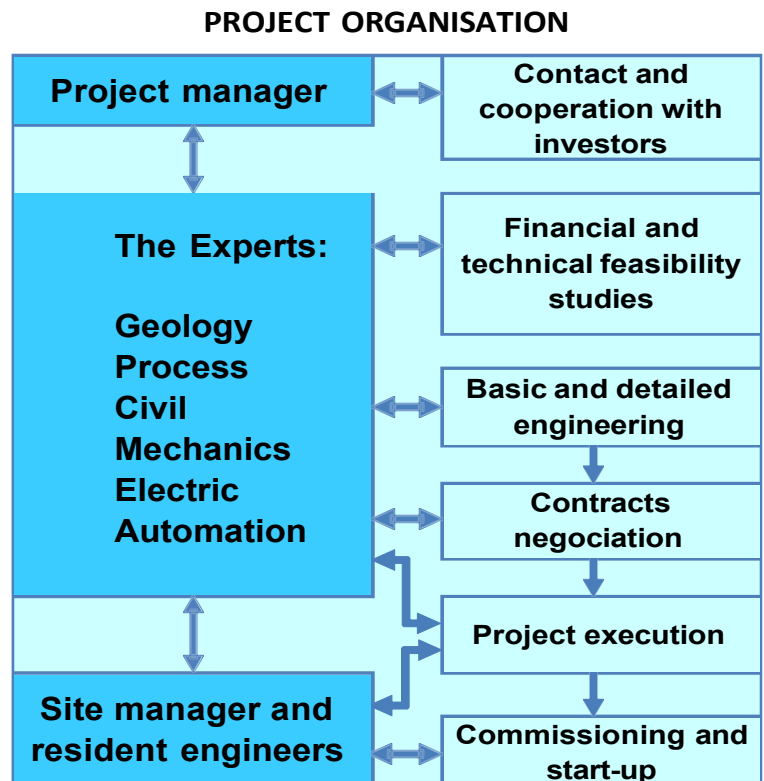 PROJECT ORGANISATION
Project manager
Contact and
cooperation with
investors
The Experts:
Geology
Process
Civil
Mechanics
Electric
Automation
Financial and
technical feasibility
studies
Basic and detailed
engineering
Contracts
negociation
Project execution
Site manager and
resident engineers
Commissioning and
start-up